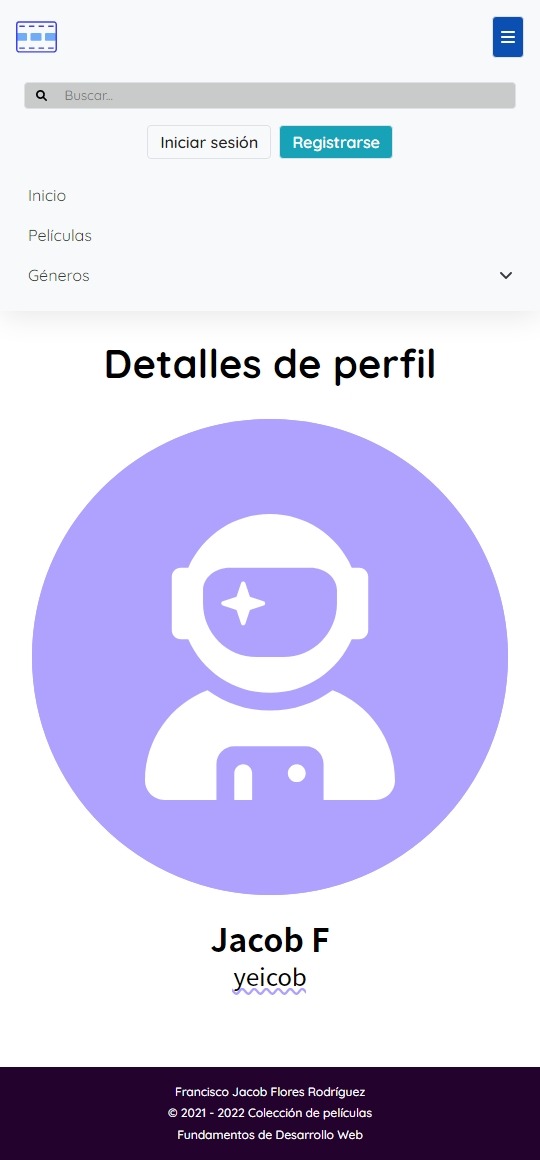 Buscar...
Iniciar sesión Registrarse
Inicio
Películas
Géneros
Detalles de perfil
Jacob F
yeicob
Francisco Jacob Flores Rodríguez
© 2021 - 2022 Colección de películas
Fundamentos de Desarrollo Web